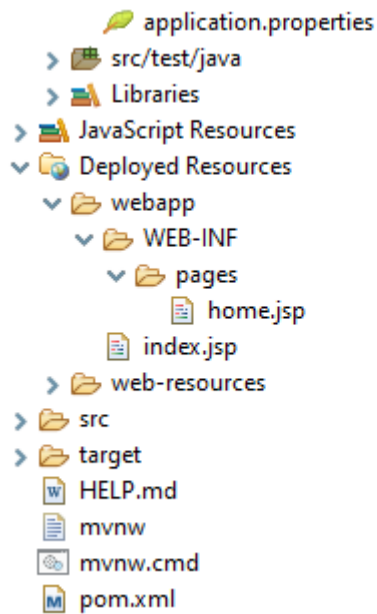 application.properties
src/test/java
Libraries
JavaScript Resources
Deployed Resources
webapp
WEB-INF
pages
home.jsp
index.jsp
web-resources
src
target
HELP.md
mvnw
mvnw.cmd
pom.xml